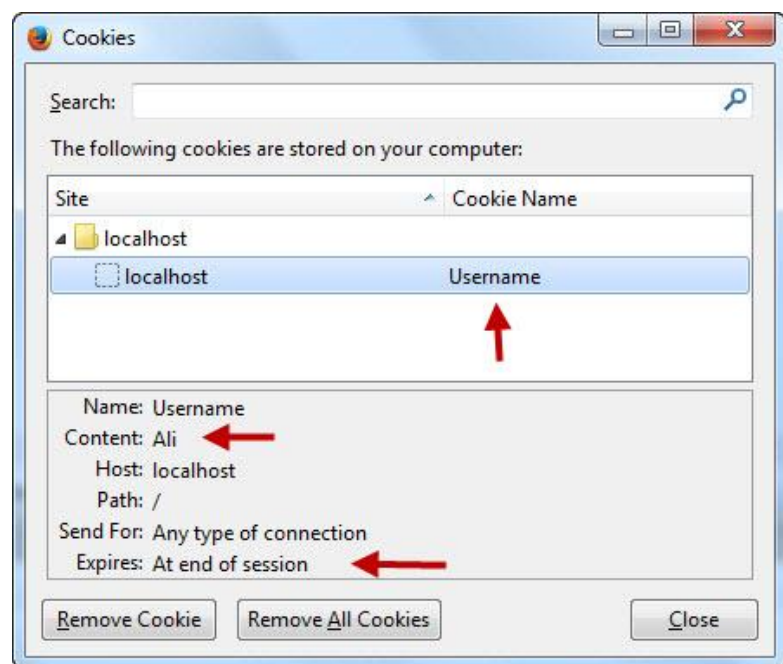 Cookies
Search:
The following cookies are stored on your computer:
Site Cookie Name
localhost
localhost Username
Name: Username
Content: Ali
Host: localhost
Path: /
Send For: Any type of connection
Expires: At end of session
Remove Cookie Remove All Cookies Close